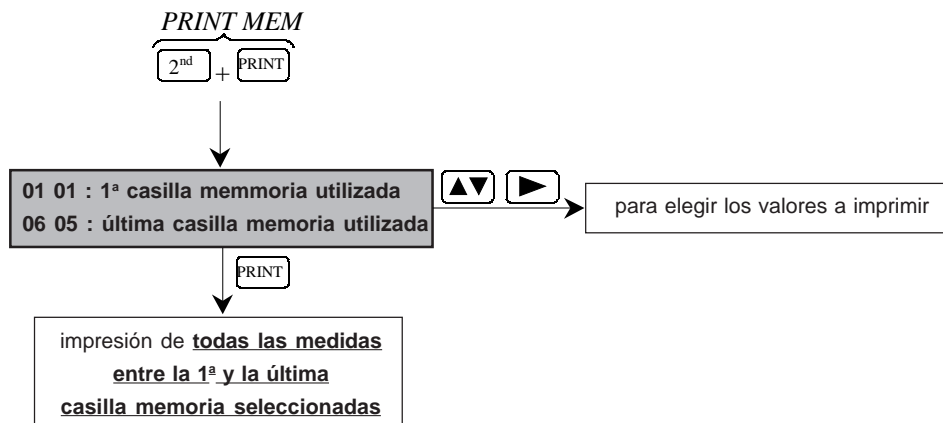 PRINT MEM
2nd + PRINT
01 01 : 1ª casilla memmoria utilizada
06 05 : última casilla memoria utilizada
para elegir los valores a imprimir
PRINT
impresión de todas las medidas
entre la 1ª y la última
casilla memoria seleccionadas